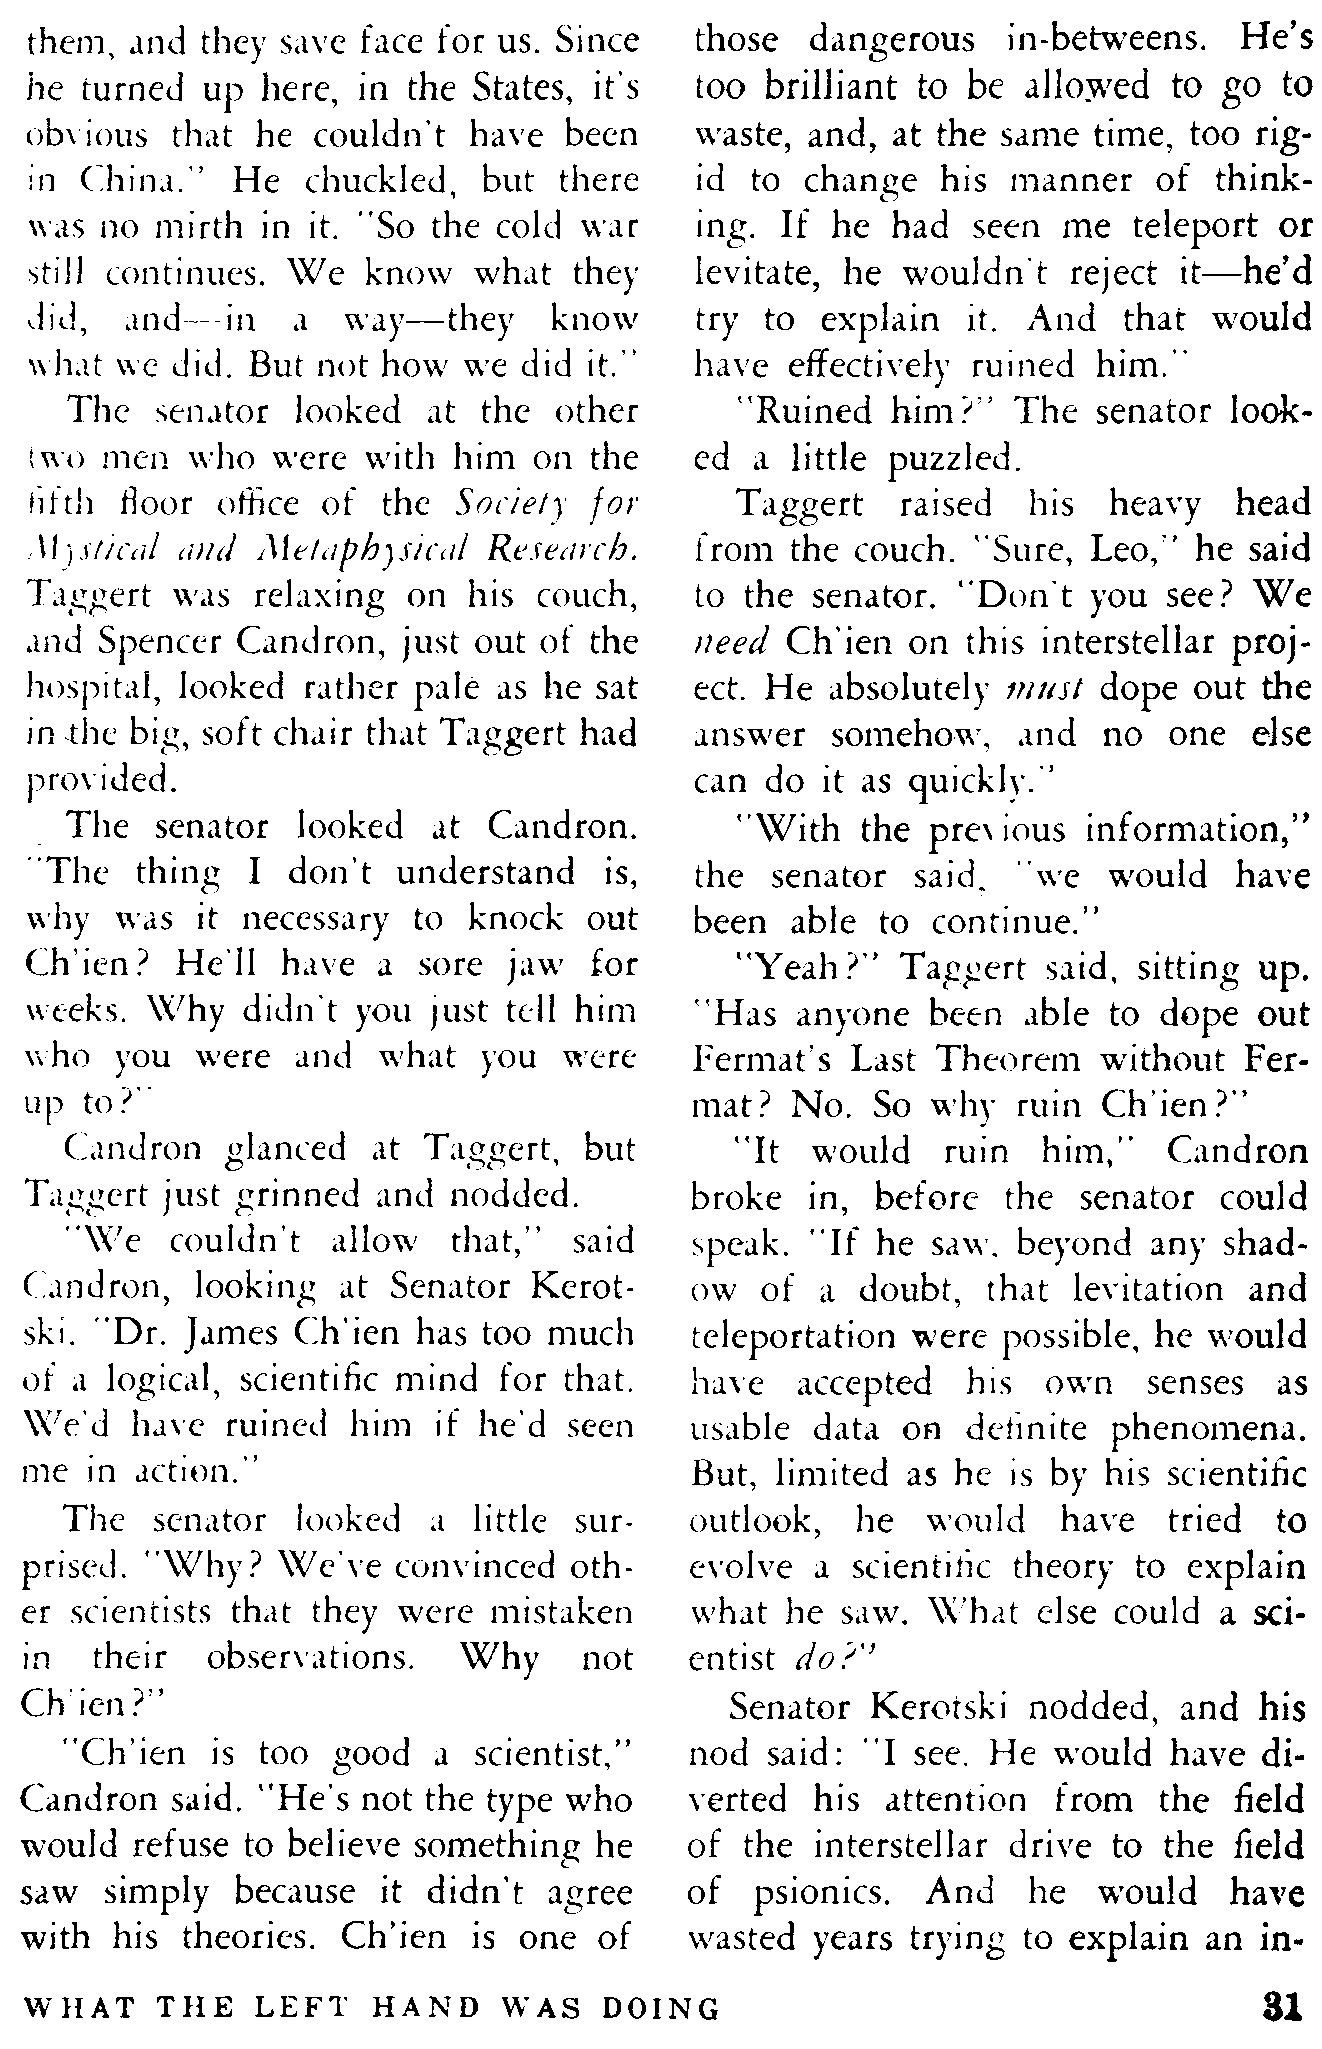 them, and they save face for us. Since
he turned up here, in the States, it's
obvious that he couldn't have been
in China." He chuckled, but there
was no mirth in it. "So the cold war
still continues. We know what they
did, and—in a way—they know
what we did. But not how we did it."
The senator looked at the other
two men who were with him on the
fifth floor office of the Society for
Mystical and Metaphysical Research.
Taggert was relaxing on his couch,
and Spencer Candron, just out of the
hospital, looked rather pale as he sat
in the big, soft chair that Taggert had
provided.
The senator looked at Candron.
"The thing I don't understand is,
why was it necessary to knock out
Ch'ien? He'll have a sore jaw for
weeks. Why didn't you just tell him
who you were and what you were
up to?"
Candron glanced at Taggert, but
Taggert just grinned and nodded.
"We couldn't allow that," said
Candron, looking at Senator Kerot-
ski. "Dr. James Ch'ien has too much
of a logical, scientific mind for that.
We'd have ruined him if he'd seen
me in action."
The senator looked a little sur-
prised. "Why? We've convinced oth-
er scientists that they were mistaken
in their observations. Why not
Ch'ien?"
"Ch'ien is too good a scientist,"
Candron said. "He's not the type who
would refuse to believe something he
saw simply because it didn't agree
with his theories. Ch'ien is one of
those dangerous in-betweens. He's
too brilliant to be allowed to go to
waste, and, at the same time, too rig-
id to change his manner of think-
ing. If he had seen me teleport or
levitate, he wouldn't reject it—he'd
try to explain it. And that would
have effectively ruined him."
"Ruined him?" The senator look-
ed a little puzzled.
Taggert raised his heavy head
from the couch. "Sure, Leo," he said
to the senator. "Don't you see? We
need Ch'ien on this interstellar proj-
ect. He absolutely must dope out the
answer somehow, and no one else
can do it as quickly."
"With the previous information,"
the senator said, "we would have
been able to continue."
"Yeah?" Taggert said, sitting up.
"Has anyone been able to dope out
Fermat's Last Theorem without Fer-
mat? No. So why ruin Ch'ien?"
"It would ruin him," Candron
broke in, before the senator could
speak. "If he saw, beyond any shad-
ow of a doubt, that levitation and
teleportation were possible, he would
have accepted his own senses as
usable data on definite phenomena.
But, limited as he is by his scientific
outlook, he would have tried to
evolve a scientific theory to explain
what he saw. What else could a sci-
entist do?"
Senator Kerotski nodded, and his
nod said: "I see. He would have di-
verted his attention from the field
of the interstellar drive to the field
of psionics. And he would have
wasted years trying to explain an in-
WHAT THE LEFT HAND WAS DOING 31